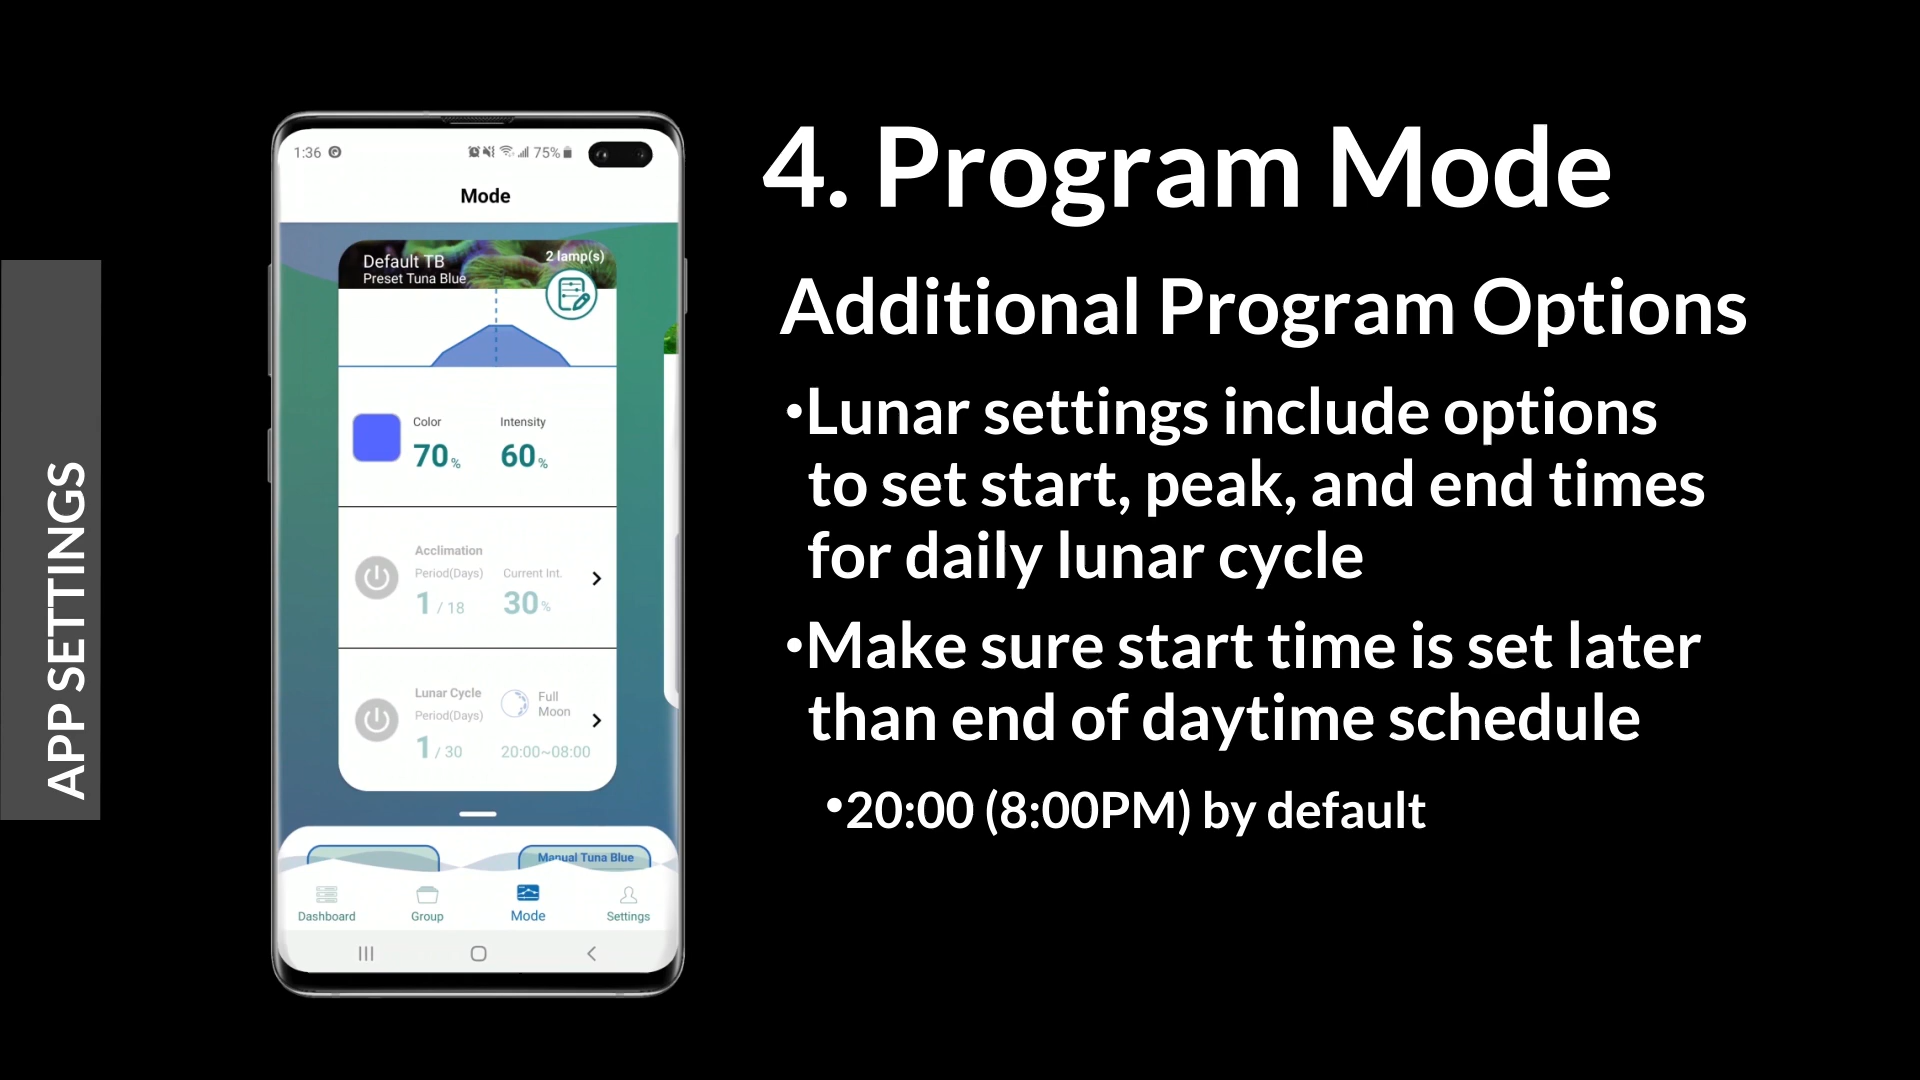 APP SETTINGS
1:36
75%
Mode
Default TB
2 lamp(s)
Preset Tuna Blue
Color
Intensity
70%
60%
Acclimation
Period(Days)
Current Int.
1 / 18
30%
Lunar Cycle
Full
Moon
Period(Days)
1 / 30
20:00~08:00
Manual Tuna Blue
Dashboard
Group
Mode
Settings
4. Program Mode
Additional Program Options
•Lunar settings include options
to set start, peak, and end times
for daily lunar cycle
•Make sure start time is set later
than end of daytime schedule
•20:00 (8:00PM) by default